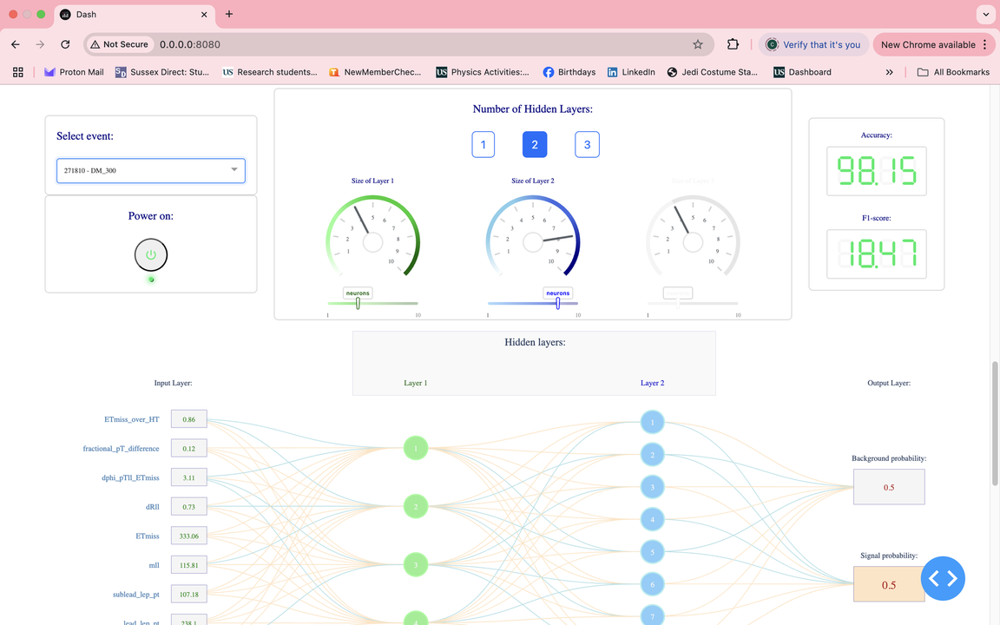 Dash
Not Secure 0.0.0.0:8080
Verify that it's you
New Chrome available
Proton Mail
Sussex Direct: Stu...
Research students...
NewMemberChec...
Physics Activities:...
Birthdays
LinkedIn
Jedi Costume Sta...
Dashboard
All Bookmarks
Select event:
271810 - DM_300
Power on:
Number of Hidden Layers:
1 2 3
Size of Layer 1
1 2 3 5 6 7 8 9 10
neurons
1 10
Size of Layer 2
1 2 3 4 5 6 7 9 10
neurons
1 10
Size of Layer 3
1 2 3 5 6 7 8 9 10
1 10
Accuracy:
98.15
F1-score:
18.47
Hidden layers:
Input Layer:
Layer 1
Layer 2
Output Layer:
ETmiss_over_HT 0.86
fractional_pT_difference 0.12
dphi_pTll_ETmiss 3.11
dRll 0.73
ETmiss 333.06
mll 115.81
sublead_lep_pt 107.18
lead_lep_pt 238.1
1
2
3
4
1
2
3
4
5
6
7
Background probability:
0.5
Signal probability:
0.5